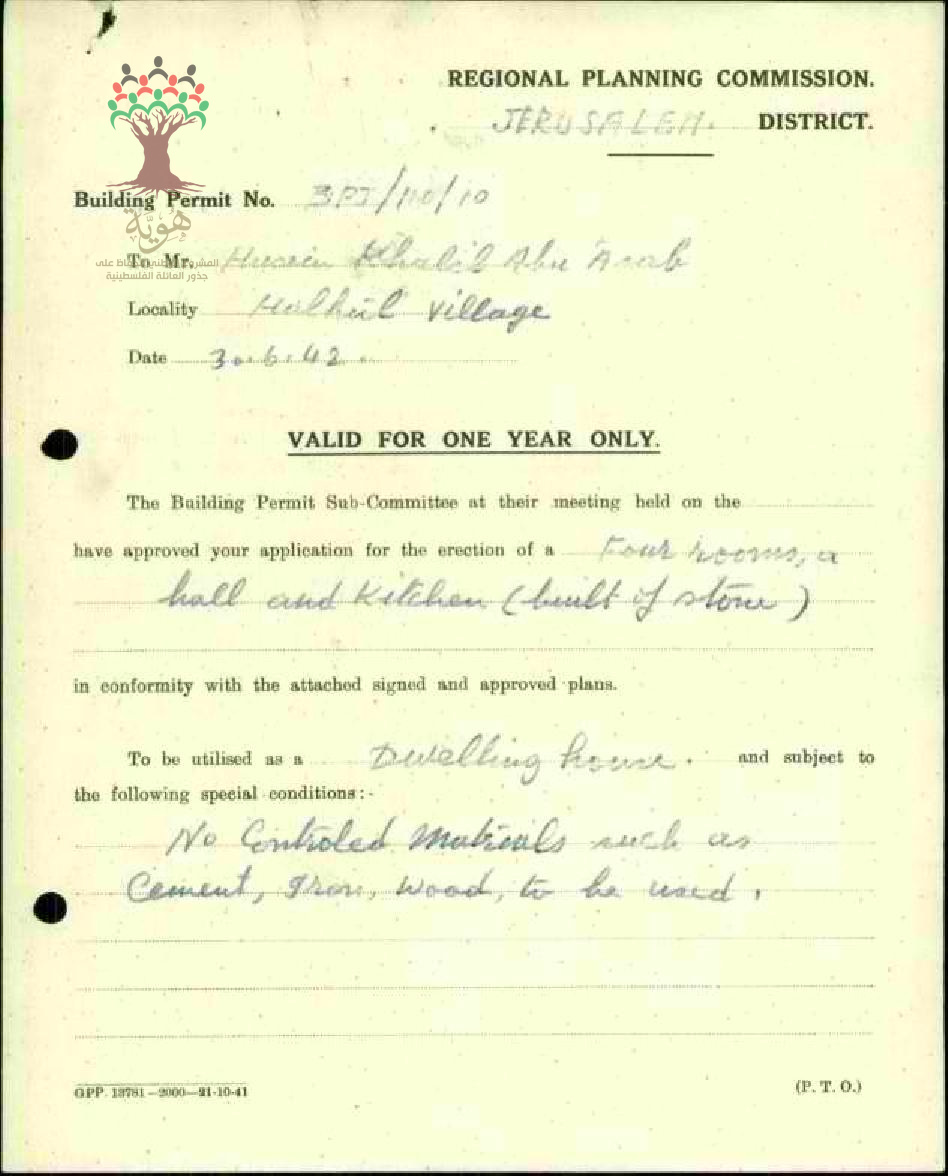 REGIONAL PLANNING COMMISSION.
JERUSALEM. DISTRICT.
Building Permit No. 3PJ/110/10
هويّة
المشروع الوطني للحفاظ على
جذور العائلة الفلسطينية
To Mr. Husein Khalil Abu Arab
Locality Halhul village
Date 30.6.42.
VALID FOR ONE YEAR ONLY.
The Building Permit Sub-Committee at their meeting held on the
have approved your application for the erection of a Four rooms, a
hall and Kitchen (built of stone)
in conformity with the attached signed and approved plans.
To be utilised as a Dwelling house. and subject to
the following special conditions:-
No Controled Materials such as
Cement, Iron, Wood, to be used.
GPP. 13781—2000—21-10-41
(P. T. O.)